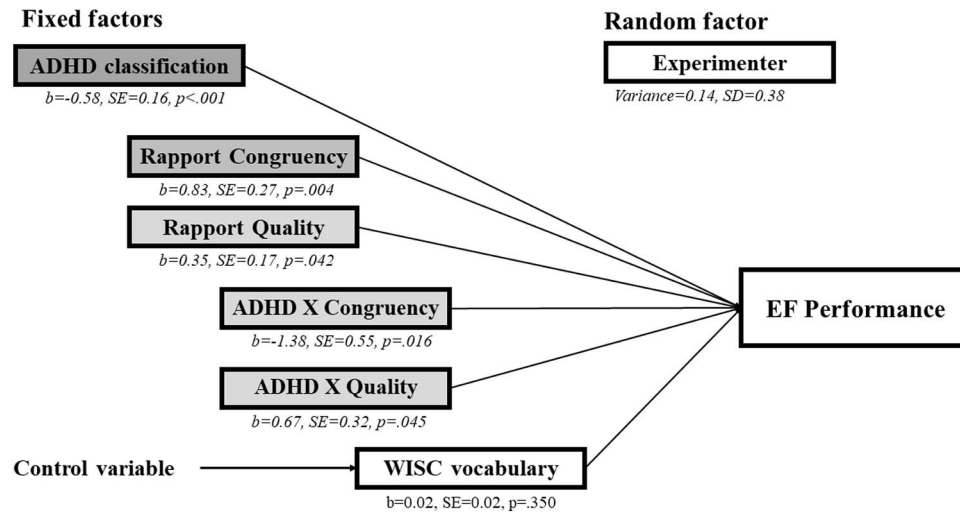 Fixed factors
Random factor
ADHD classification
b=-0.58, SE=0.16, p<.001
Experimenter
Variance=0.14, SD=0.38
Rapport Congruency
b=0.83, SE=0.27, p=.004
Rapport Quality
b=0.35, SE=0.17, p=.042
ADHD X Congruency
b=-1.38, SE=0.55, p=.016
EF Performance
ADHD X Quality
b=0.67, SE=0.32, p=.045
Control variable
WISC vocabulary
b=0.02, SE=0.02, p=.350